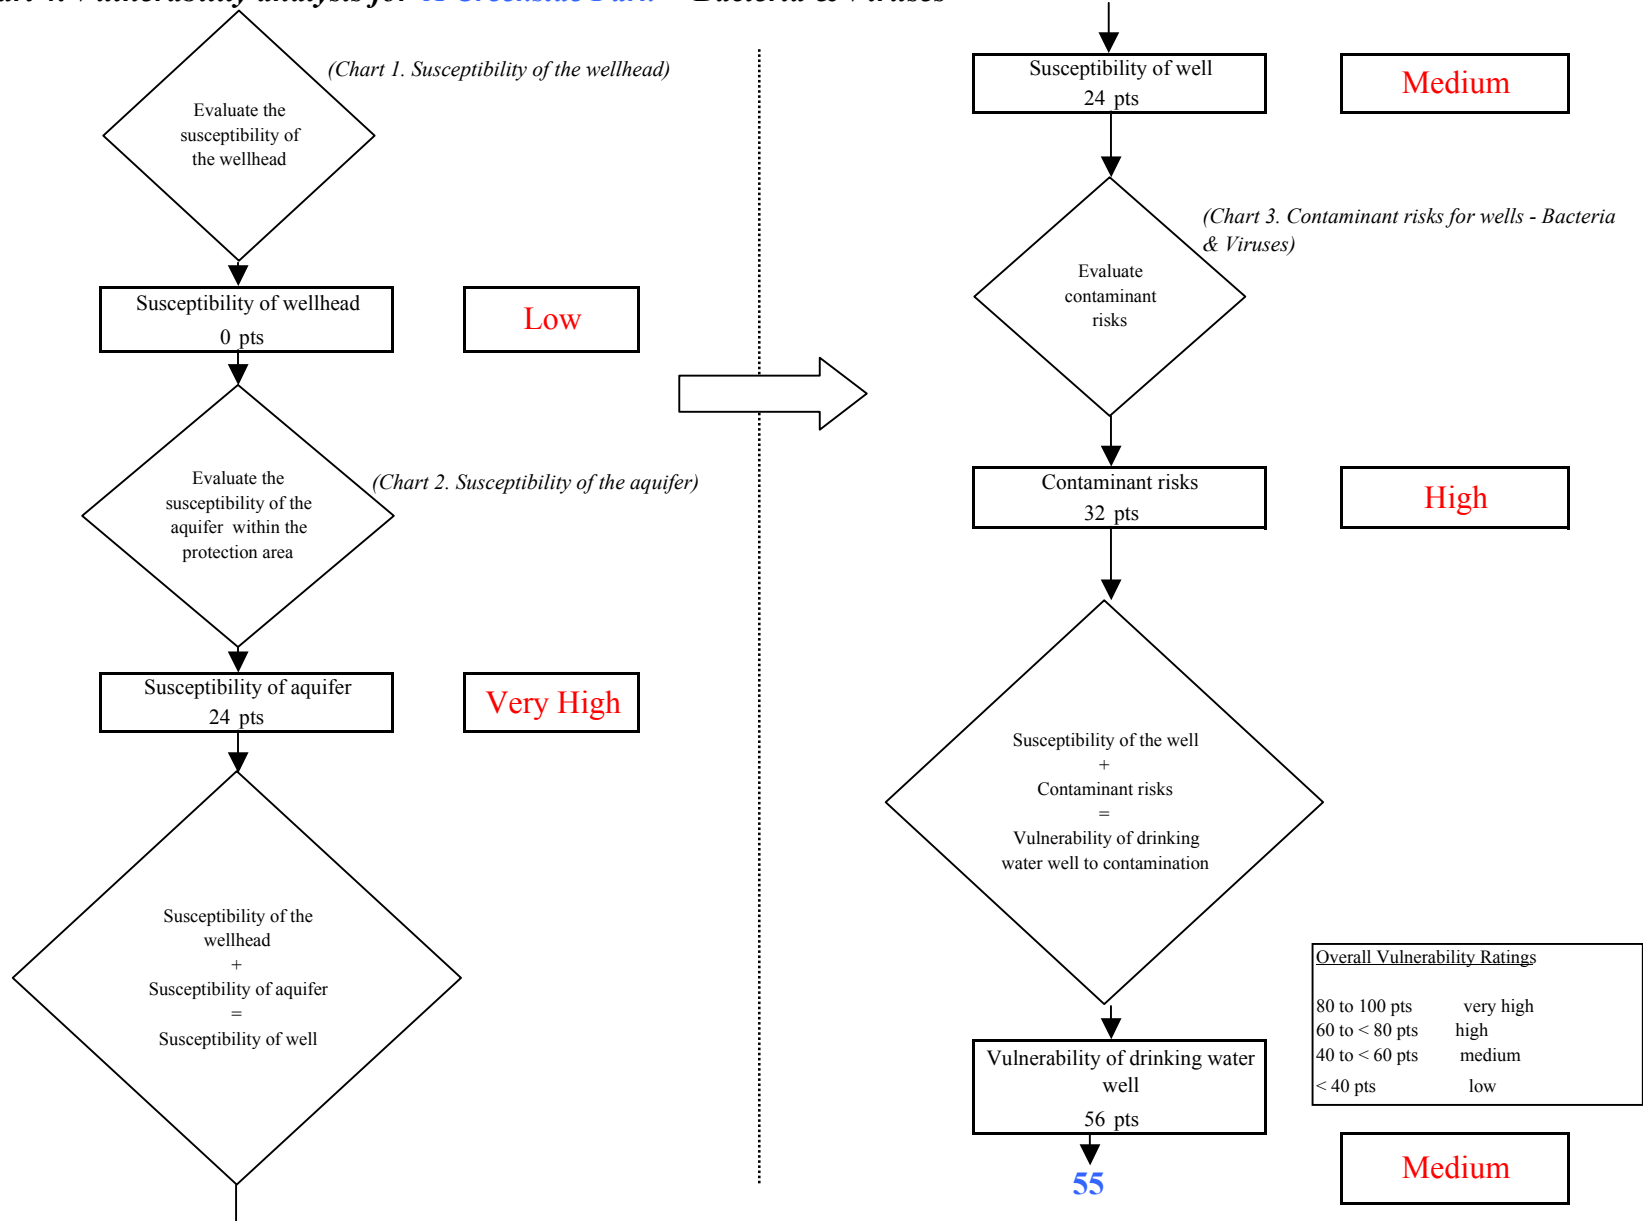 Vulnerability analysis for
Bacteria & Viruses
(Chart 1. Susceptibility of the wellhead)
Evaluate the
susceptibility of
the wellhead
Susceptibility of wellhead
0 pts
Low
Evaluate the
susceptibility of the
aquifer within the
protection area
(Chart 2. Susceptibility of the aquifer)
Susceptibility of aquifer
24 pts
Very High
Susceptibility of the
wellhead
+
Susceptibility of aquifer
=
Susceptibility of well
Susceptibility of well
24 pts
Medium
(Chart 3. Contaminant risks for wells - Bacteria
& Viruses)
Evaluate
contaminant
risks
Contaminant risks
32 pts
High
Susceptibility of the well
+
Contaminant risks
=
Vulnerability of drinking
water well to contamination
Overall Vulnerability Ratings
80 to 100 pts very high
60 to < 80 pts high
40 to < 60 pts medium
< 40 pts low
Vulnerability of drinking water
well
56 pts
55
Medium